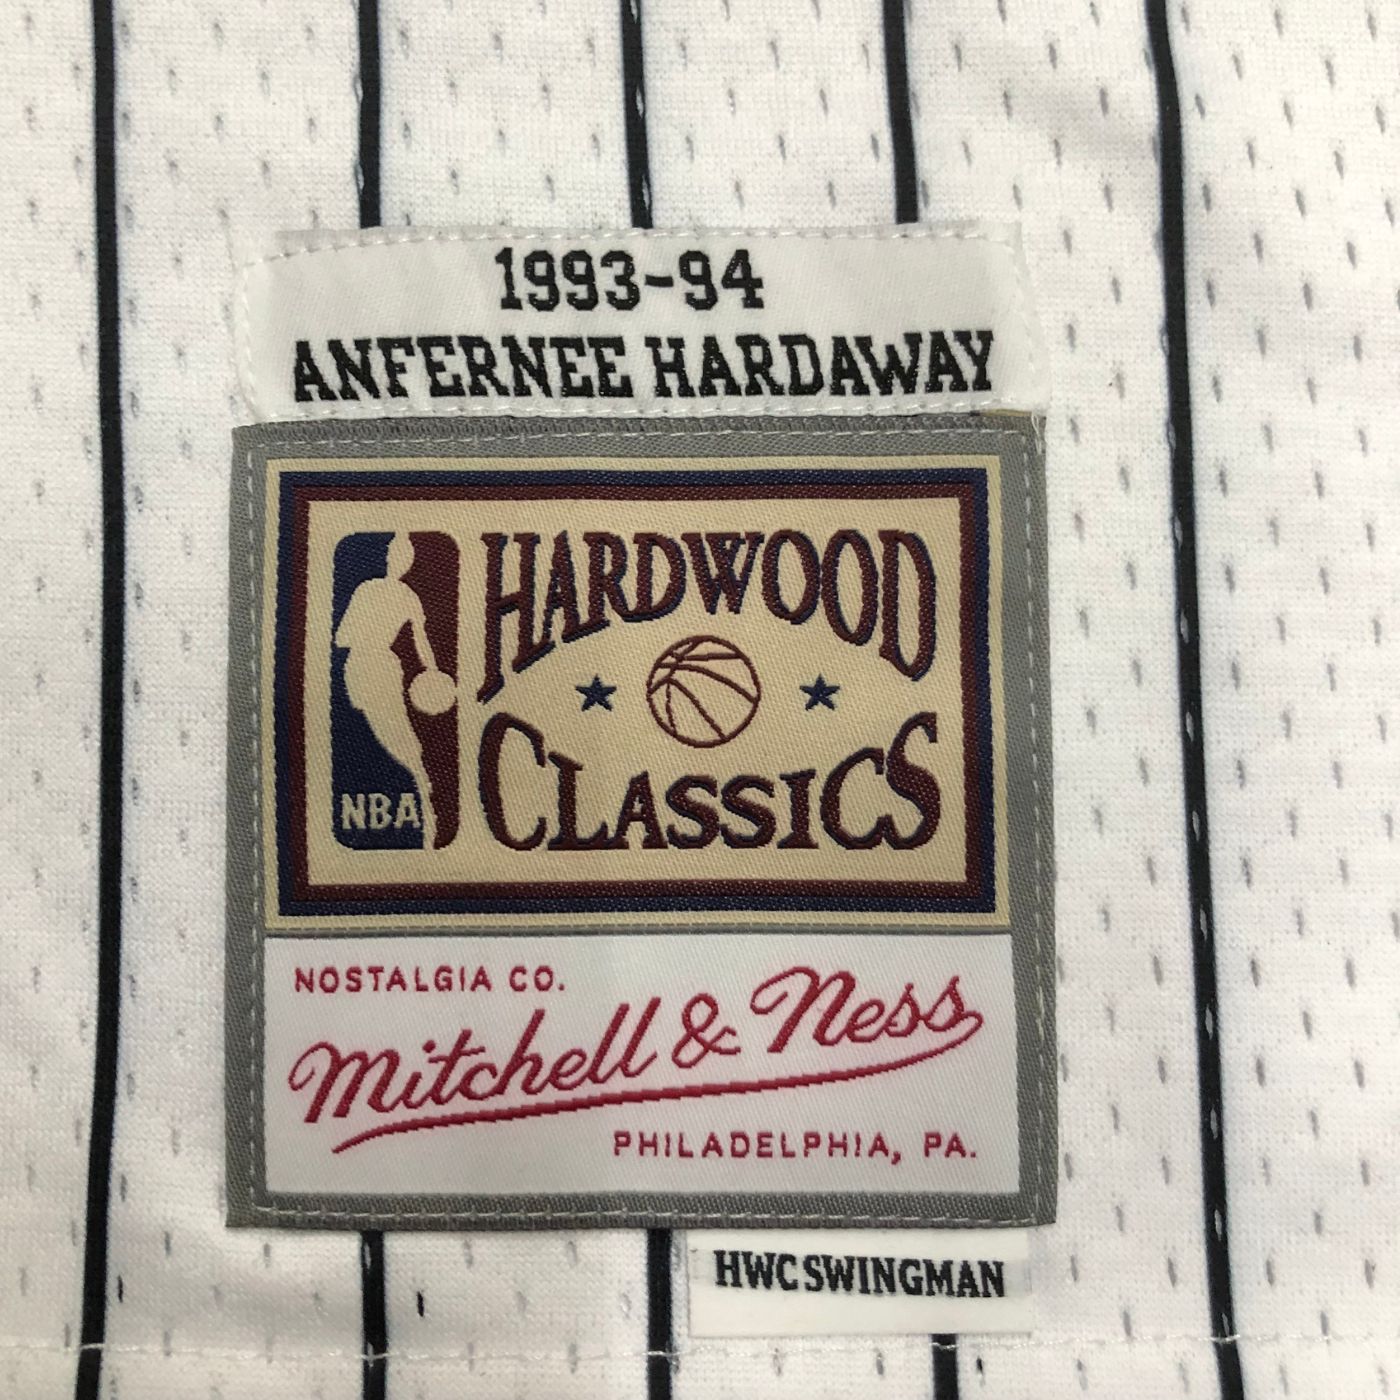 1993-94
ANFERNEE HARDAWAY
HARDWOOD
CLASSICS
NBA
NOSTALGIA CO.
Mitchell & Ness
PHILADELPHIA, PA.
HWC SWINGMAN